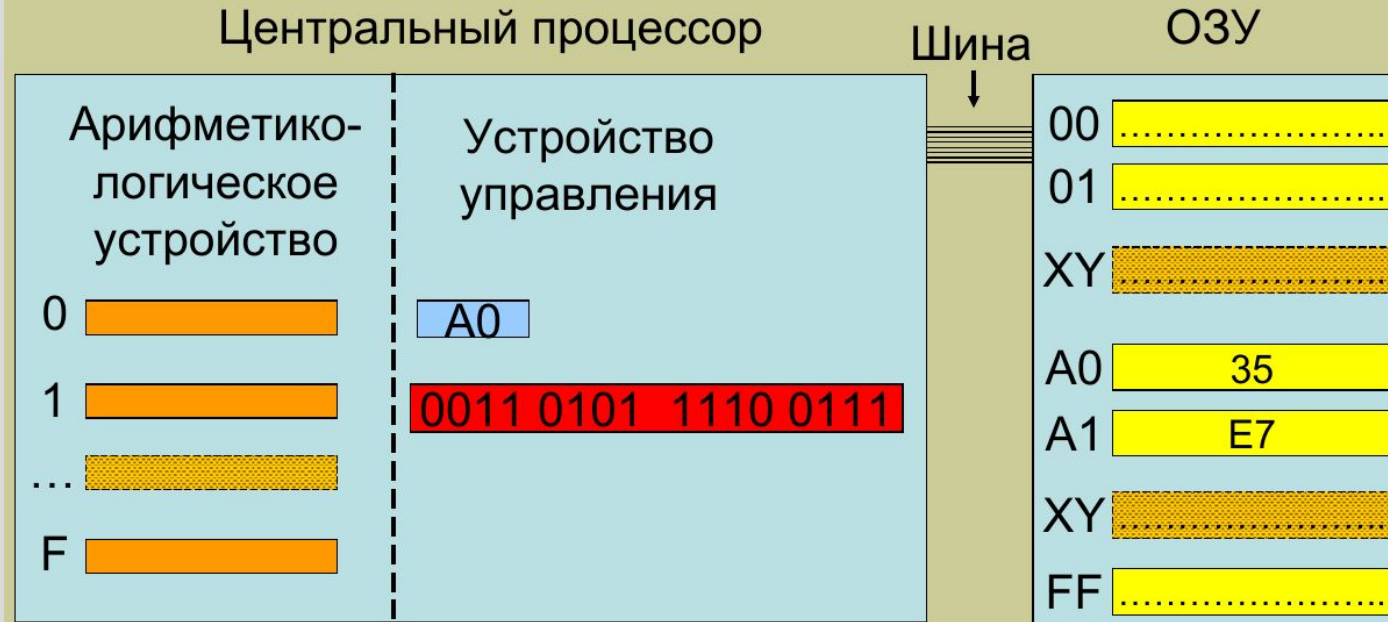 Центральный процессор
Шина
ОЗУ
Арифметико-
логическое
устройство
0
1
...
F
Устройство
управления
A0
0011 0101 1110 0111
00 ........................
01 ........................
XY ........................
A0 35
A1 E7
XY ........................
FF ........................